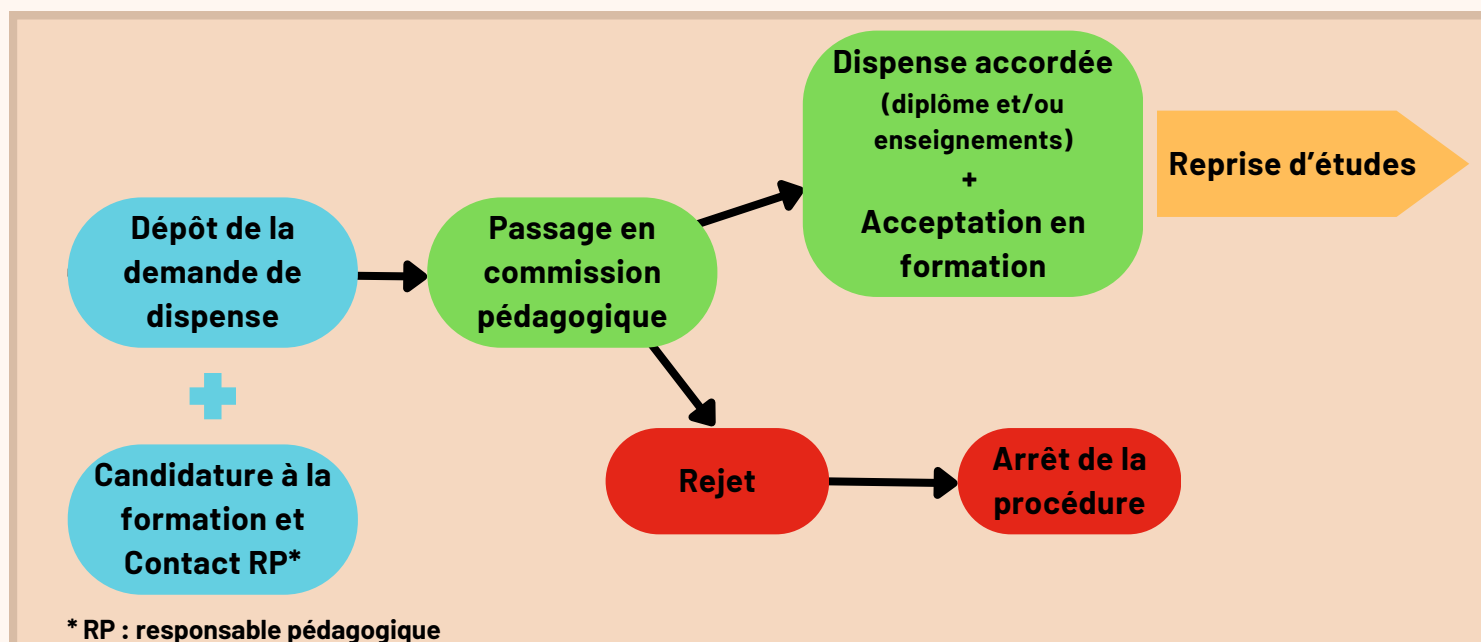 Dépôt de la
demande de
dispense
Candidature à la
formation et
Contact RP*
* RP : responsable pédagogique
Passage en
commission
pédagogique
Dispense accordée
(diplôme et/ou
enseignements)
+
Acceptation en
formation
Reprise d’études
Rejet
Arrêt de la
procédure